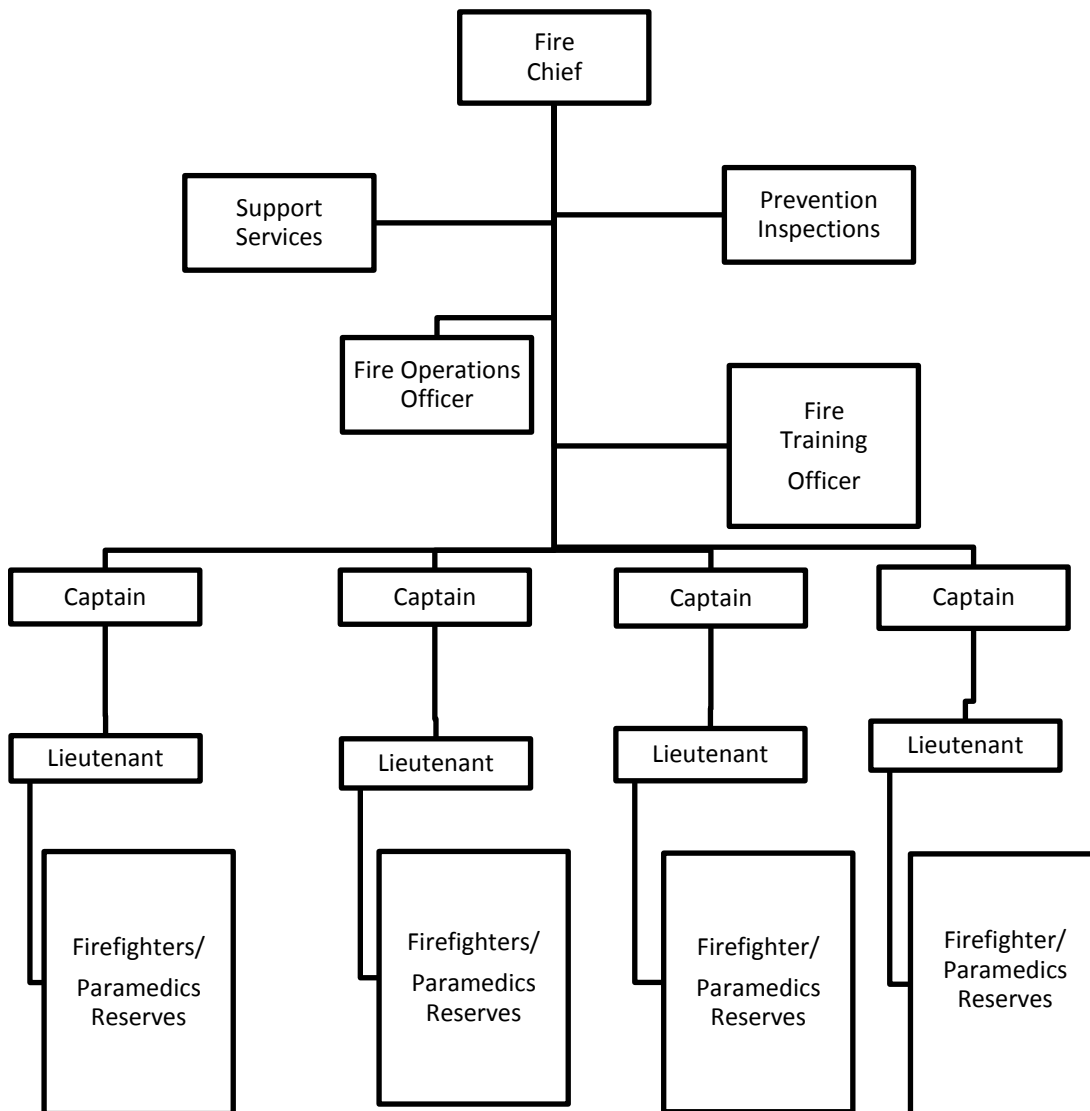 Fire
Chief
Support
Services
Prevention
Inspections
Fire Operations
Officer
Fire
Training
Officer
Captain
Captain
Captain
Captain
Lieutenant
Lieutenant
Lieutenant
Lieutenant
Firefighters/
Paramedics
Reserves
Firefighters/
Paramedics
Reserves
Firefighter/
Paramedics
Reserves
Firefighter/
Paramedics
Reserves